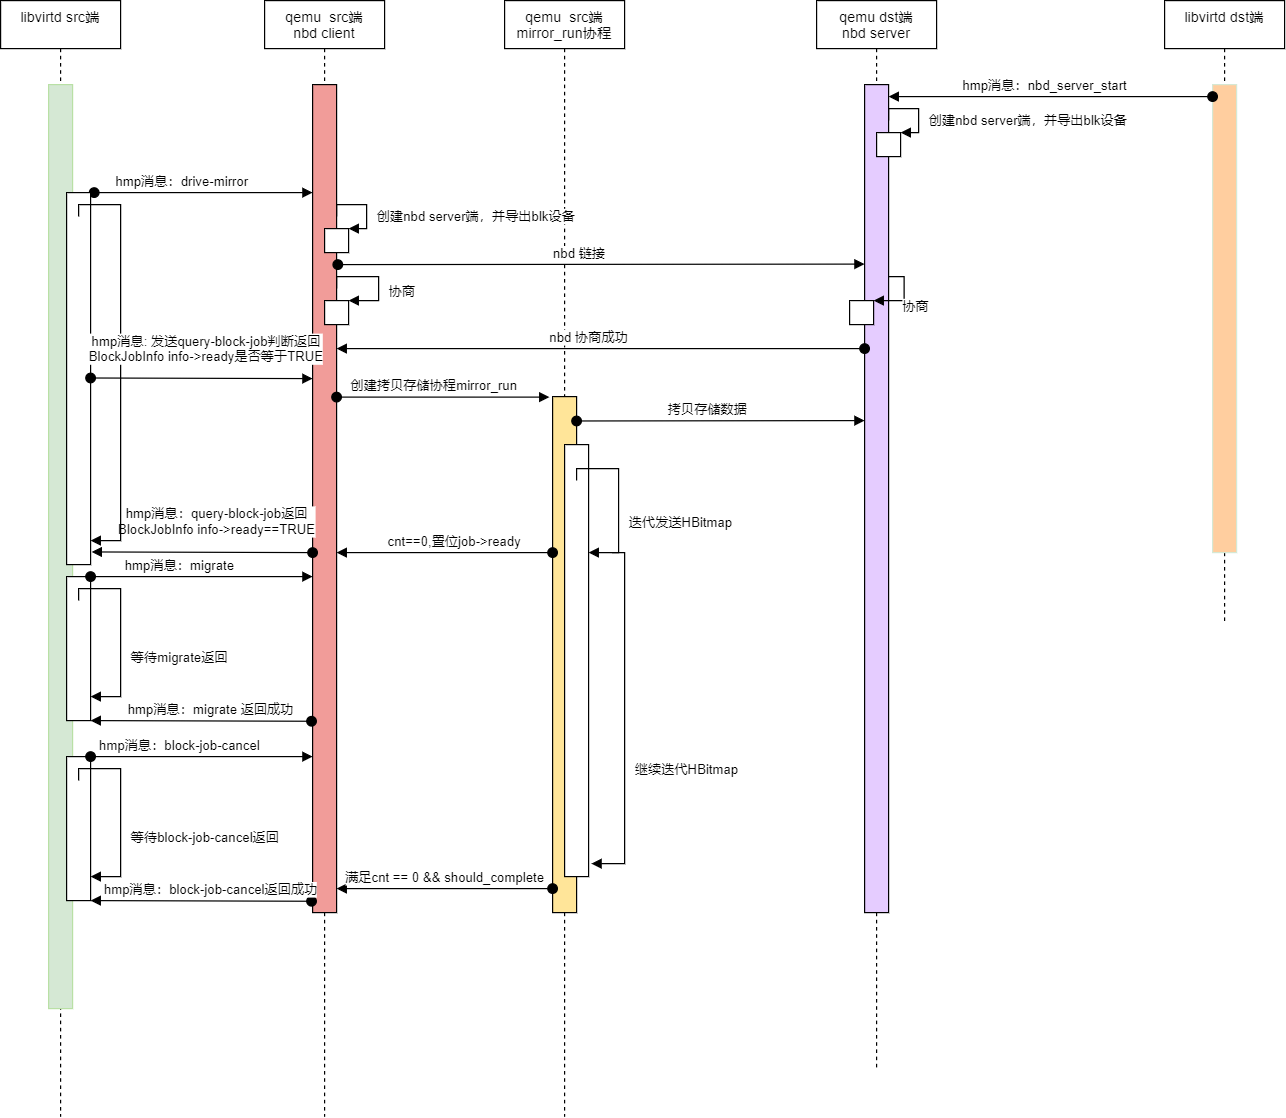 libvirtd src端
qemu  src端
nbd client
qemu  src端
mirror_run协程
qemu dst端
nbd server
libvirtd dst端
hmp消息：nbd_server_start
创建nbd server端，并导出blk设备
hmp消息：drive-mirror
创建nbd server端，并导出blk设备
nbd 链接
协商
协商
nbd 协商成功
hmp消息: 发送query-block-job判断返回
BlockJobInfo info->ready是否等于TRUE
创建拷贝存储协程mirror_run
拷贝存储数据
hmp消息：query-block-job返回
BlockJobInfo info->ready==TRUE
迭代发送HBitmap
cnt==0,置位job->ready
hmp消息：migrate
等待migrate返回
hmp消息：migrate 返回成功
hmp消息：block-job-cancel
继续迭代HBitmap
等待block-job-cancel返回
满足cnt == 0 && should_complete
hmp消息：block-job-cancel返回成功